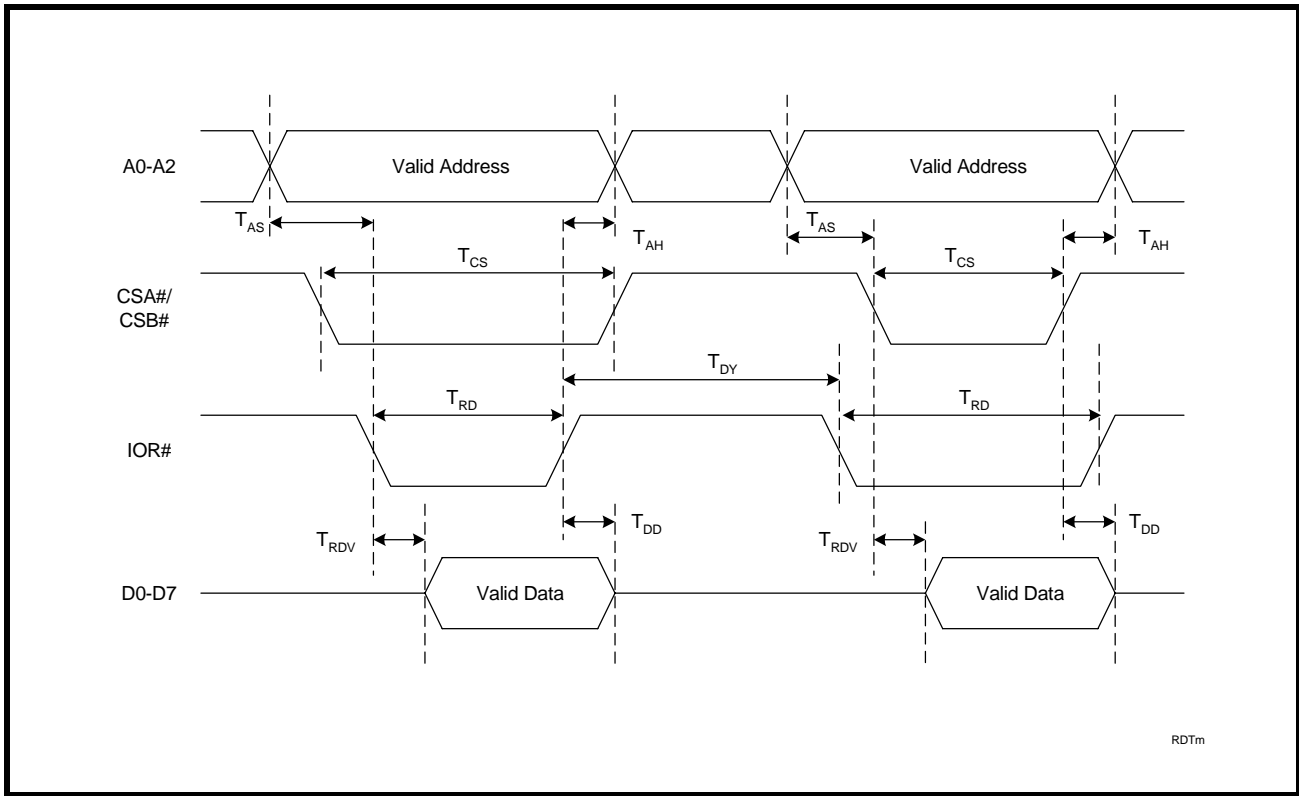 A0-A2
Valid Address
Valid Address
TAS
TAH
TAS
TAH
TCS
TCS
CSA#/
CSB#
TDY
TRD
TRD
IOR#
TRDV
TDD
TRDV
TDD
D0-D7
Valid Data
Valid Data
RDTm